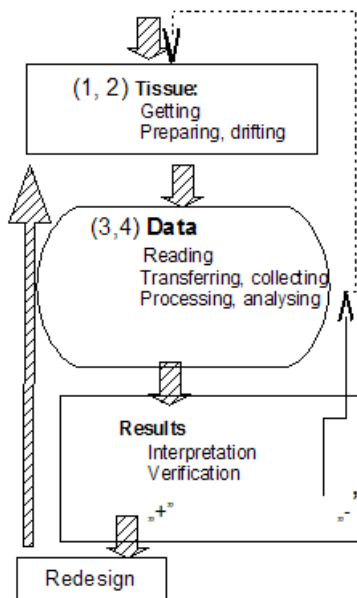 (1, 2) Tissue:
Getting
Preparing, drifting
(3,4) Data
Reading
Transferring, collecting
Processing, analysing
Results
Interpretation
Verification
„+” „-”
Redesign